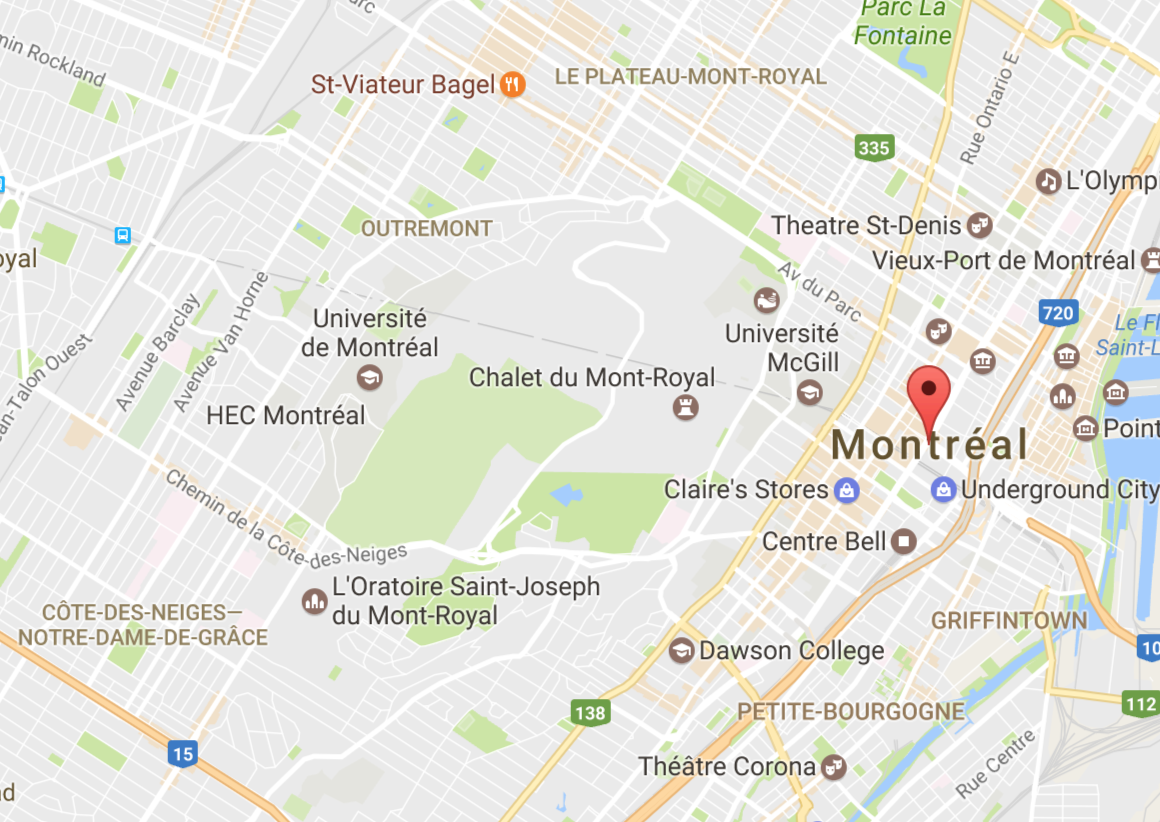 Parc La
Fontaine
Parc
min Rockland
St-Viateur Bagel
LE PLATEAU-MONT-ROYAL
Rue Ontario E
335
L'Olympi
OUTREMONT
Theatre St-Denis
oyal
Vieux-Port de Montréal
Av du Parc
720
Avenue Barclay
Avenue Van Horne
Le Fl
Saint-L
Université
de Montréal
Université
McGill
an-Talon Ouest
Chalet du Mont-Royal
HEC Montréal
Montréal
Point
Claire's Stores
Underground City
Chemin de la Côte-des-Neiges
Centre Bell
L'Oratoire Saint-Joseph
du Mont-Royal
CÔTE-DES-NEIGES—
NOTRE-DAME-DE-GRÂCE
GRIFFINTOWN
10
Dawson College
112
138
PETITE-BOURGOGNE
15
Rue Centre
Théâtre Corona
nd